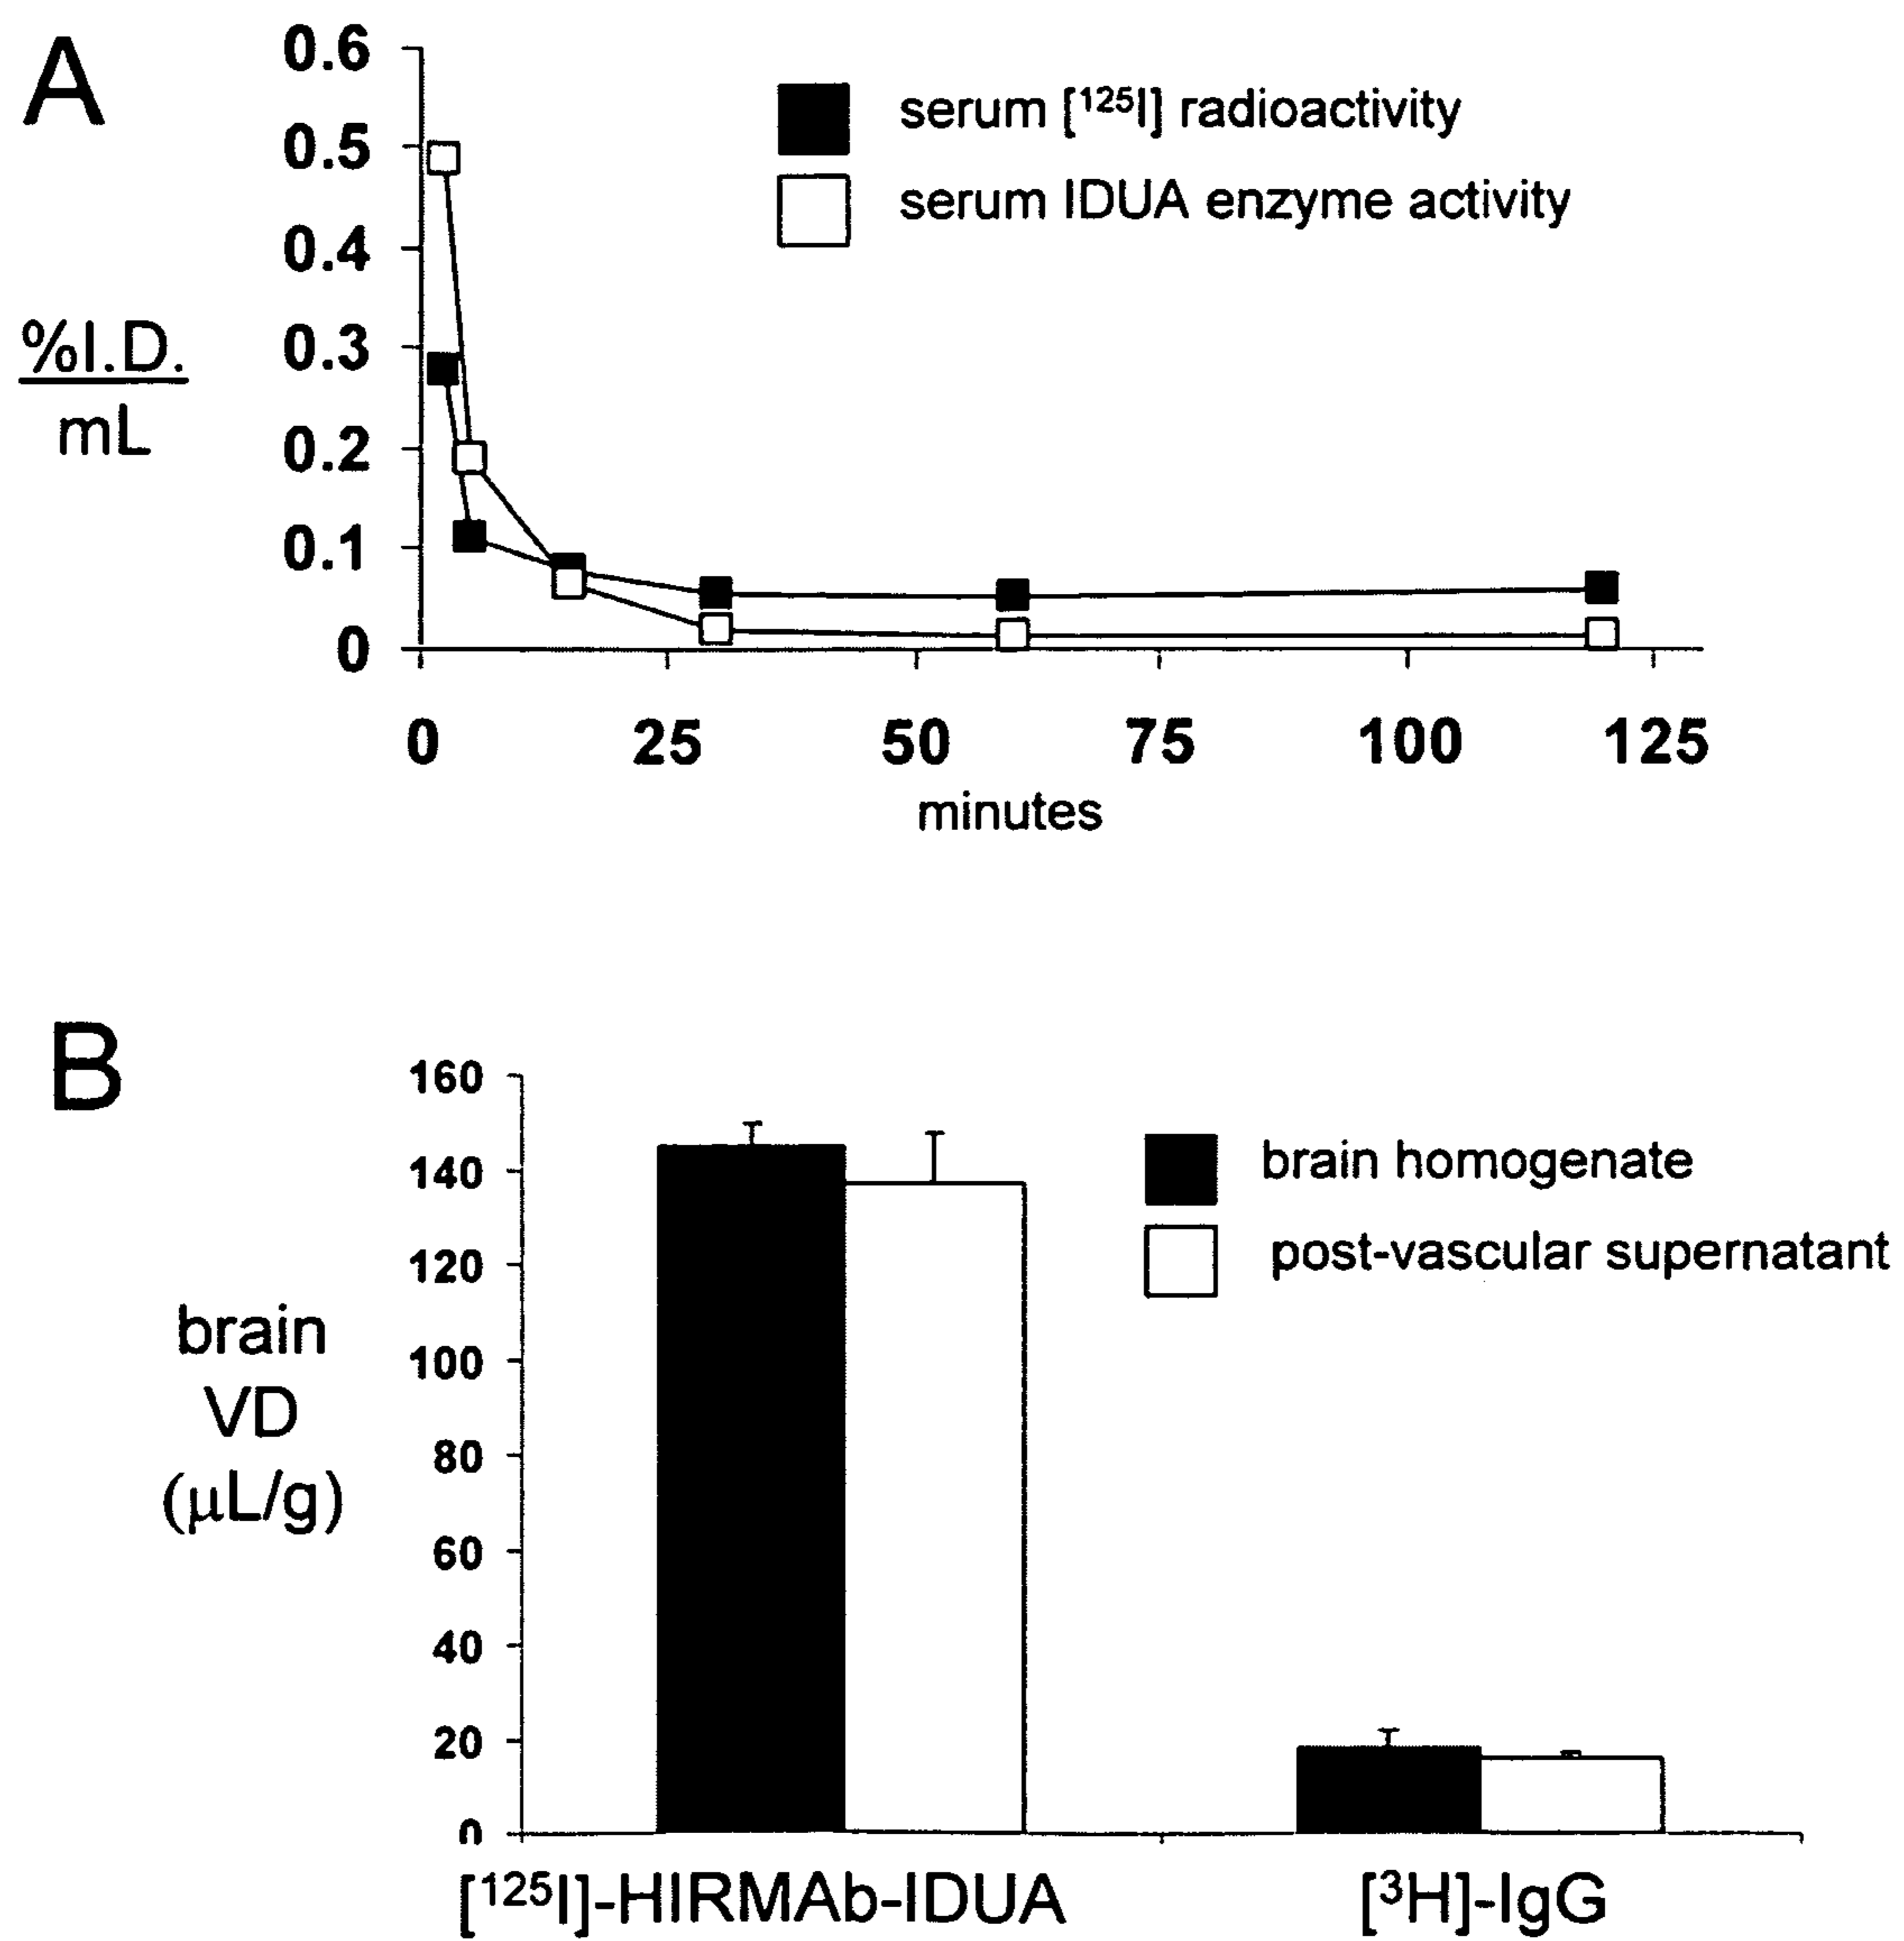 A
0.6
0.5
0.4
0.3
0.2
0.1
0
%I.D.
mL
serum [¹²⁵I] radioactivity
serum IDUA enzyme activity
0 25 50 75 100 125
minutes
B
160
140
120
100
80
60
40
20
0
brain
VD
(μL/g)
brain homogenate
post-vascular supernatant
[¹²⁵I]-HIRMAb-IDUA [³H]-IgG